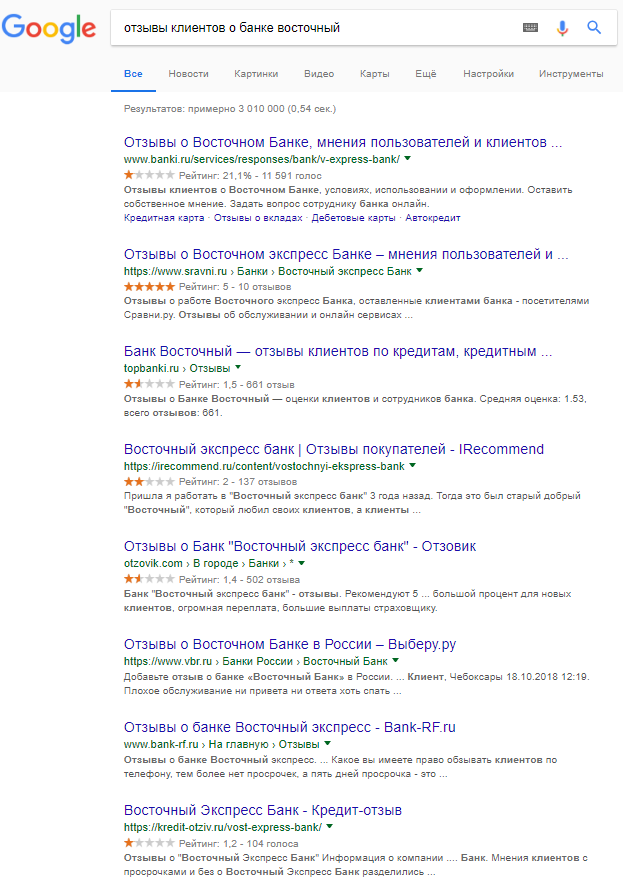 Google
отзывы клиентов о банке восточный
Все Новости Картинки Видео Карты Ещё Настройки Инструменты
Результатов: примерно 3 010 000 (0,54 сек.)
Отзывы о Восточном Банке, мнения пользователей и клиентов ...
www.banki.ru/services/responses/bank/v-express-bank/
Рейтинг: 21,1% - 11 591 голос
Отзывы клиентов о Восточном Банке, условиях, использовании и оформлении. Оставить
собственное мнение. Задать вопрос сотруднику банка онлайн.
Кредитная карта · Отзывы о вкладах · Дебетовые карты · Автокредит
Отзывы о Восточном экспресс Банке – мнения пользователей и ...
https://www.sravni.ru › Банки › Восточный экспресс Банк
Рейтинг: 5 - 10 отзывов
Отзывы о работе Восточного экспресс Банка, оставленные клиентами банка - посетителями
Сравни.ру. Отзывы об обслуживании и онлайн сервисах ...
Банк Восточный — отзывы клиентов по кредитам, кредитным ...
topbanki.ru › Отзывы
Рейтинг: 1,5 - 661 отзыв
Отзывы о Банке Восточный — оценки клиентов и сотрудников банка. Средняя оценка: 1.53,
всего отзывов: 661.
Восточный экспресс банк | Отзывы покупателей - IRecommend
https://irecommend.ru/content/vostochnyi-ekspress-bank
Рейтинг: 2 - 137 отзывов
Пришла я работать в "Восточный экспресс банк" 3 года назад. Тогда это был старый добрый
"Восточный", который любил своих клиентов, а клиенты ...
Отзывы о Банк "Восточный экспресс банк" - Отзовик
otzovik.com › В городе › Банки › *
Рейтинг: 1,4 - 502 отзыва
Банк "Восточный экспресс банк" - отзывы. Рекомендуют 5 ... большой процент для новых
клиентов, огромная переплата, большие выплаты страховщику.
Отзывы о Восточном Банке в России – Выберу.ру
https://www.vbr.ru › Банки России › Восточный Банк
Добавьте отзыв о банке «Восточный Банк» в России. ... Клиент, Чебоксары 18.10.2018 12:19.
Плохое обслуживание ни привета ни ответа хоть спать ...
Отзывы о банке Восточный экспресс - Bank-RF.ru
www.bank-rf.ru › На главную › Отзывы
Отзывы о банке Восточный экспресс. ... Какое вы имеете право обзывать клиентов по
телефону, тем более нет просрочек, а пять дней просрочка - это ...
Восточный Экспресс Банк - Кредит-отзыв
https://kredit-otziv.ru/vost-express-bank/
Рейтинг: 1,2 - 104 голоса
Отзывы о "Восточный Экспресс Банк" Информация о компании .... Банк. Мнения клиентов с
просрочками и без о Восточный Экспресс Банк разделились ...